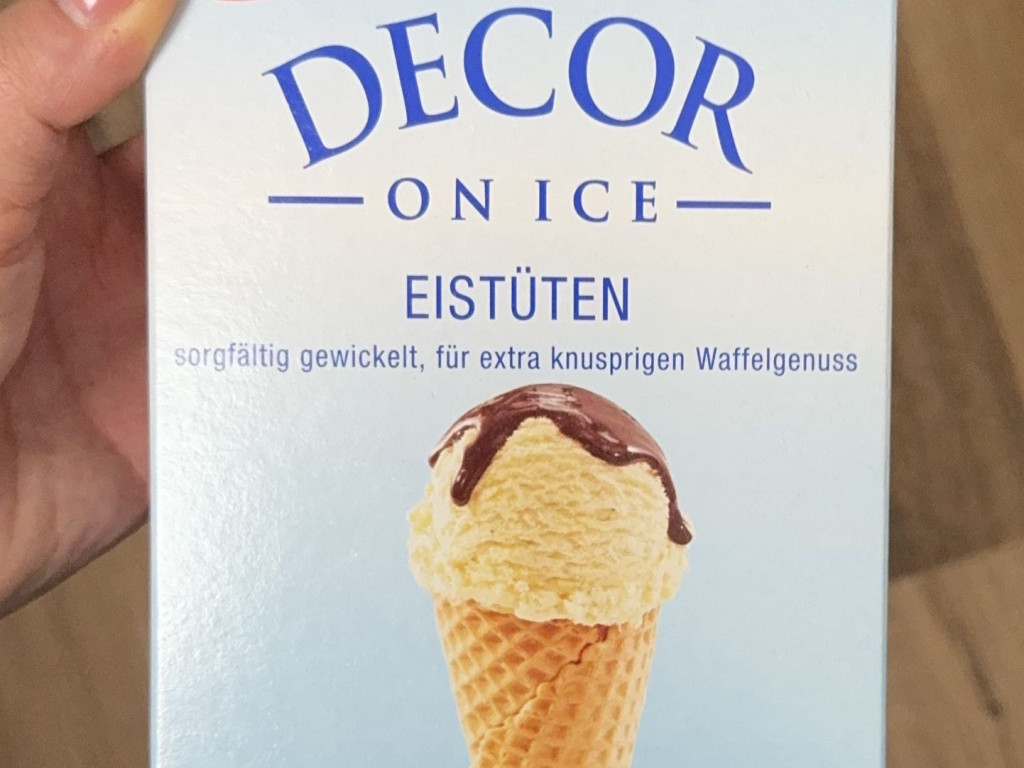 DECOR
ON ICE
EISTÜTEN
sorgfältig gewickelt, für extra knusprigen Waffelgenuss